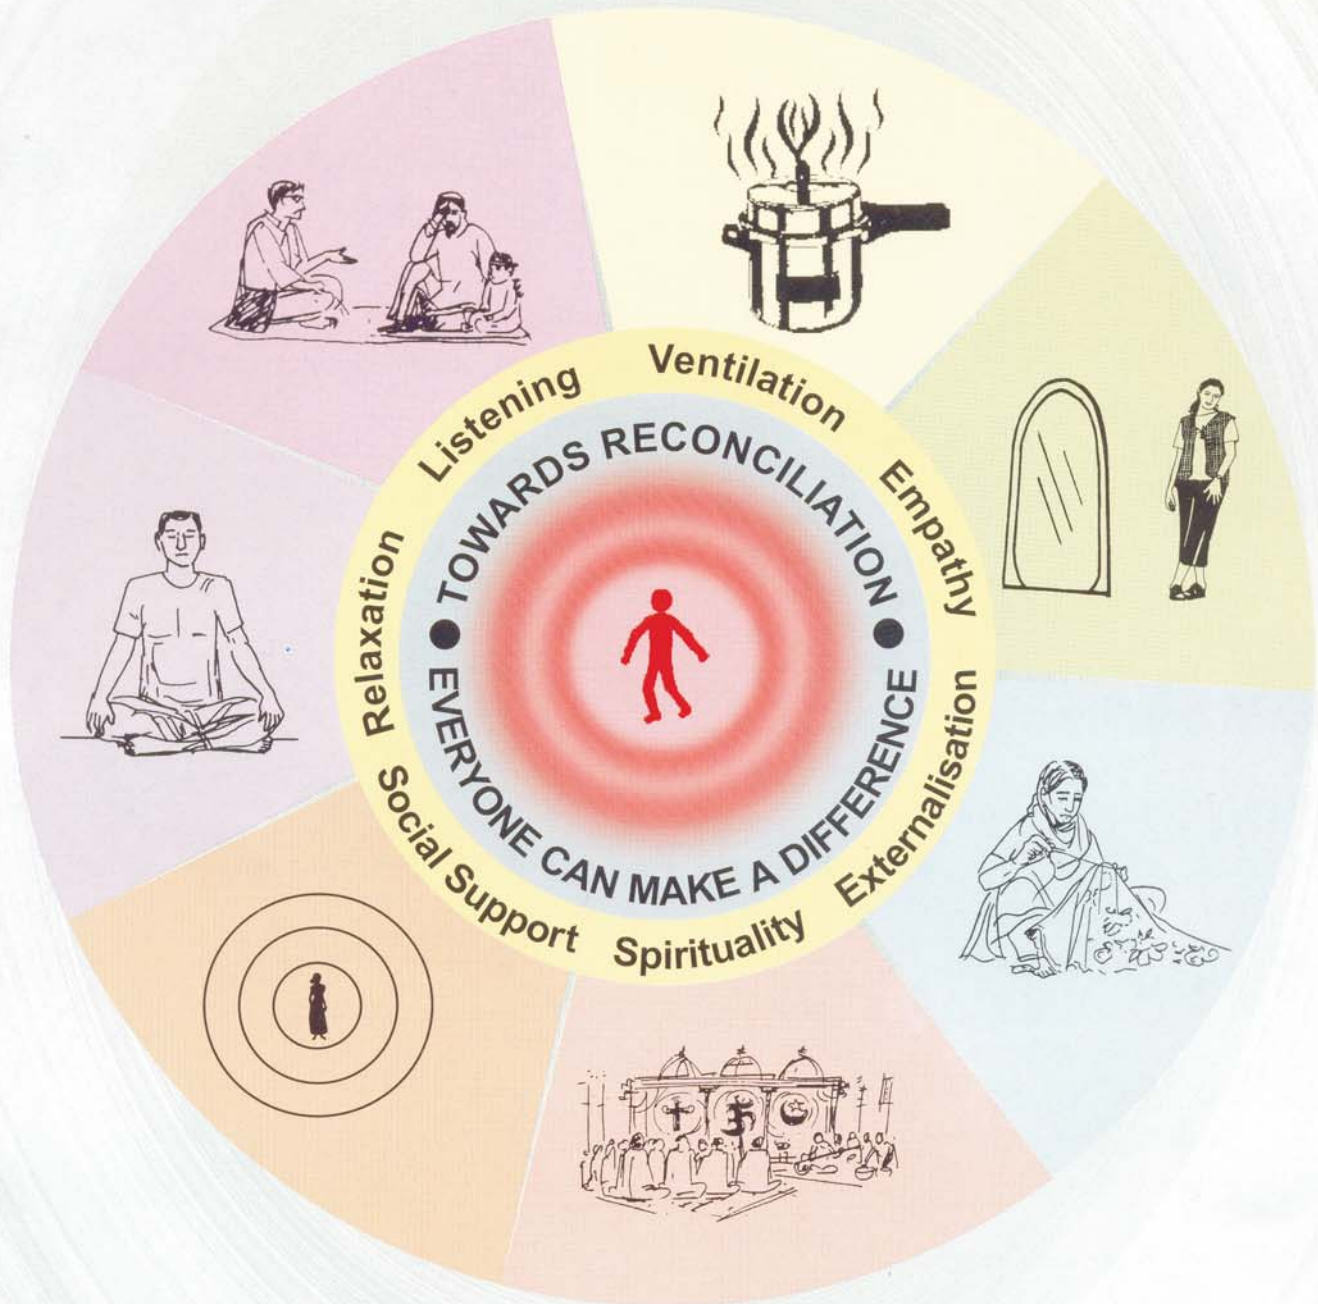 Ventilation
Empathy
Externalisation
Spirituality
Social Support
Relaxation
Listening
TOWARDS RECONCILIATION
EVERYONE CAN MAKE A DIFFERENCE